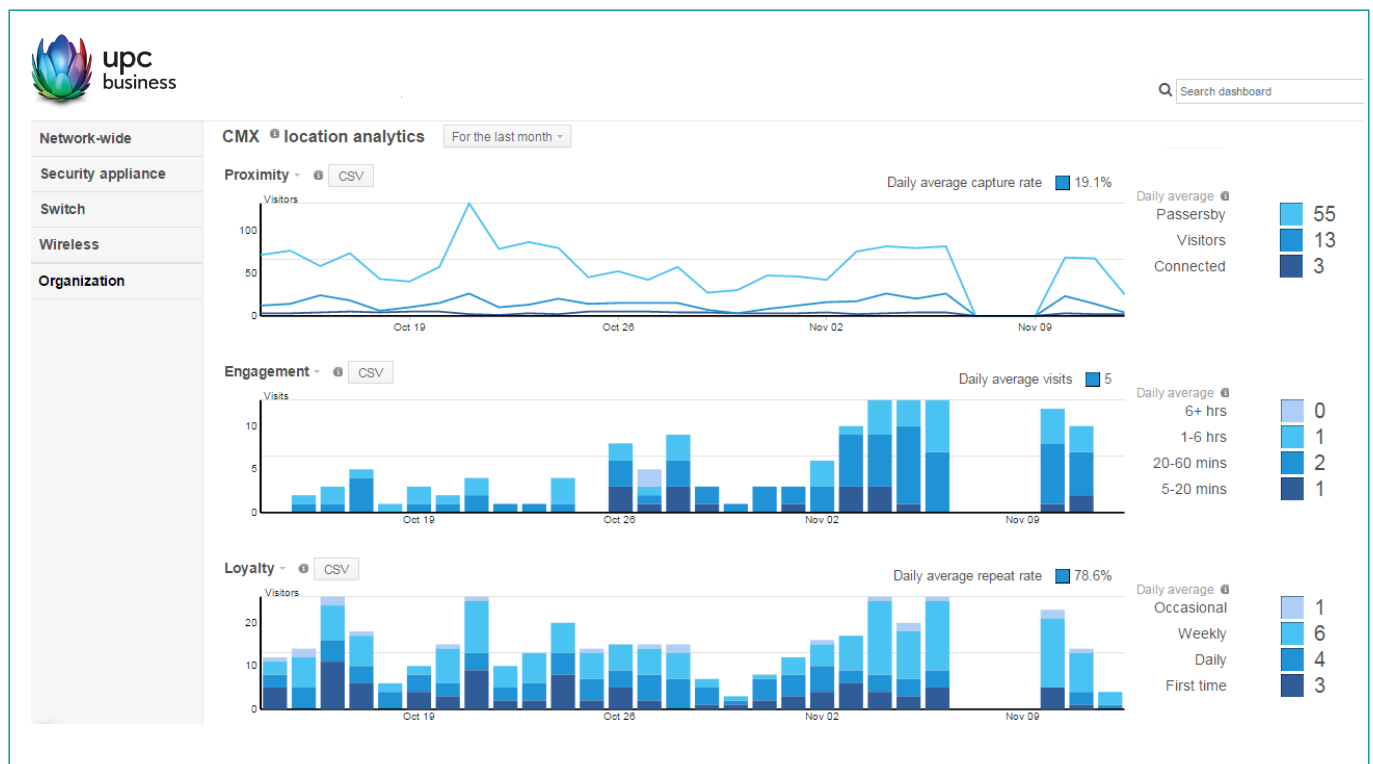 upc
business
Search dashboard
Network-wide
Security appliance
Switch
Wireless
Organization
CMX location analytics For the last month
Proximity CSV
Daily average capture rate 19.1%
Visitors
100
50
0
Oct 19 Oct 26 Nov 02 Nov 09
Daily average
Passersby 55
Visitors 13
Connected 3
Engagement CSV
Daily average visits 5
Visits
10
5
0
Oct 19 Oct 26 Nov 02 Nov 09
Daily average
6+ hrs 0
1-6 hrs 1
20-60 mins 2
5-20 mins 1
Loyalty CSV
Daily average repeat rate 78.6%
Visitors
20
10
0
Oct 19 Oct 26 Nov 02 Nov 09
Daily average
Occasional 1
Weekly 6
Daily 4
First time 3